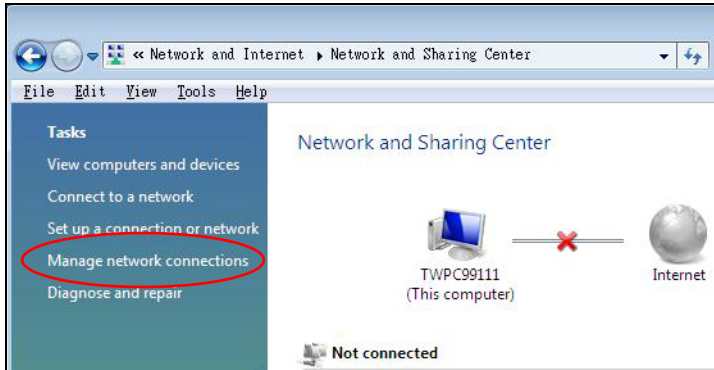 « Network and Internet ▸ Network and Sharing Center
File Edit View Tools Help
Tasks
View computers and devices
Connect to a network
Set up a connection or network
Manage network connections
Diagnose and repair
Network and Sharing Center
TWPC99111
(This computer)
Internet
Not connected